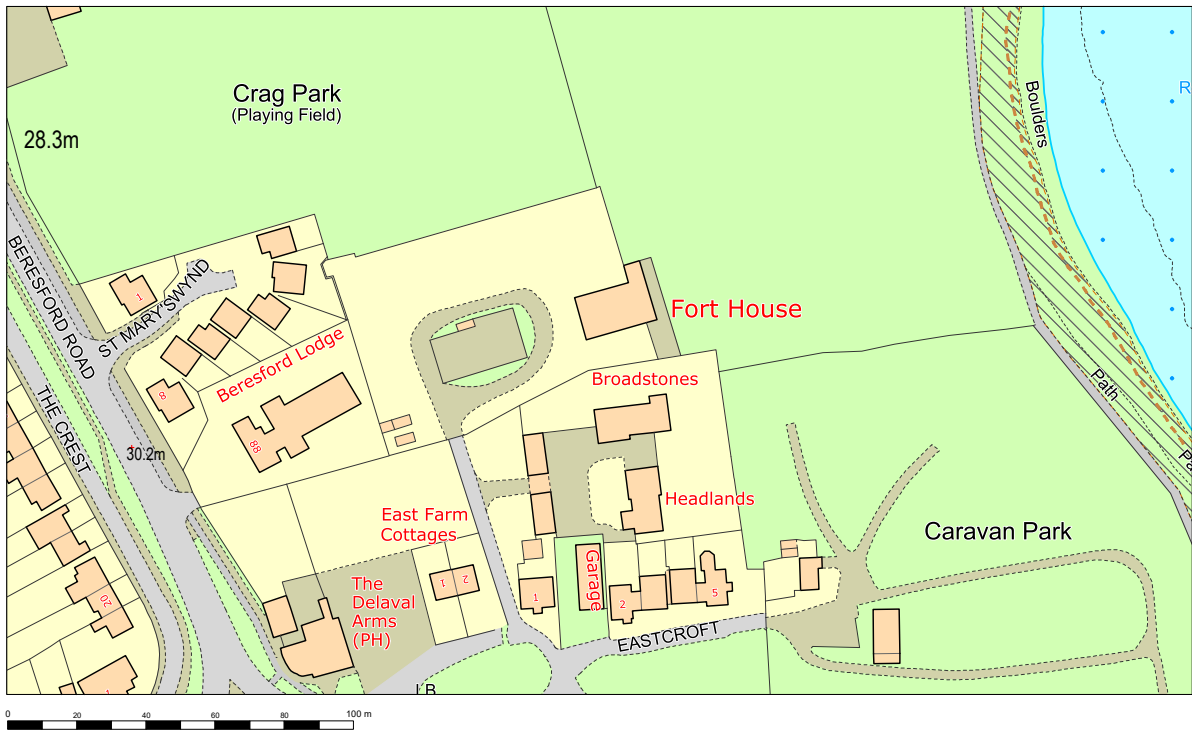 Crag Park
(Playing Field)
28.3m
Boulders
R
BERESFORD ROAD
ST MARY'S WYND
1
Fort House
Beresford Lodge
Broadstones
8
88
Path
THE CREST
30.2m
East Farm
Cottages
Headlands
Pa
Caravan Park
1
2
The
Delaval
Arms
(PH)
Garage
1
2
5
20
EASTCROFT
LB
1
0 20 40 60 80 100 m